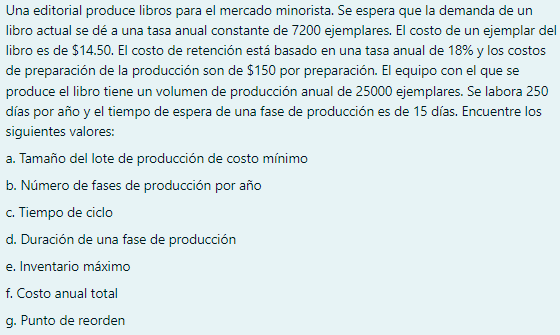 Una editorial produce libros para el mercado minorista. Se espera que la demanda de un
libro actual se dé a una tasa anual constante de 7200 ejemplares. El costo de un ejemplar del
libro es de $14.50. El costo de retención está basado en una tasa anual de 18% y los costos
de preparación de la producción son de $150 por preparación. El equipo con el que se
produce el libro tiene un volumen de producción anual de 25000 ejemplares. Se labora 250
días por año y el tiempo de espera de una fase de producción es de 15 días. Encuentre los
siguientes valores:
a. Tamaño del lote de producción de costo mínimo
b. Número de fases de producción por año
c. Tiempo de ciclo
d. Duración de una fase de producción
e. Inventario máximo
f. Costo anual total
g. Punto de reorden